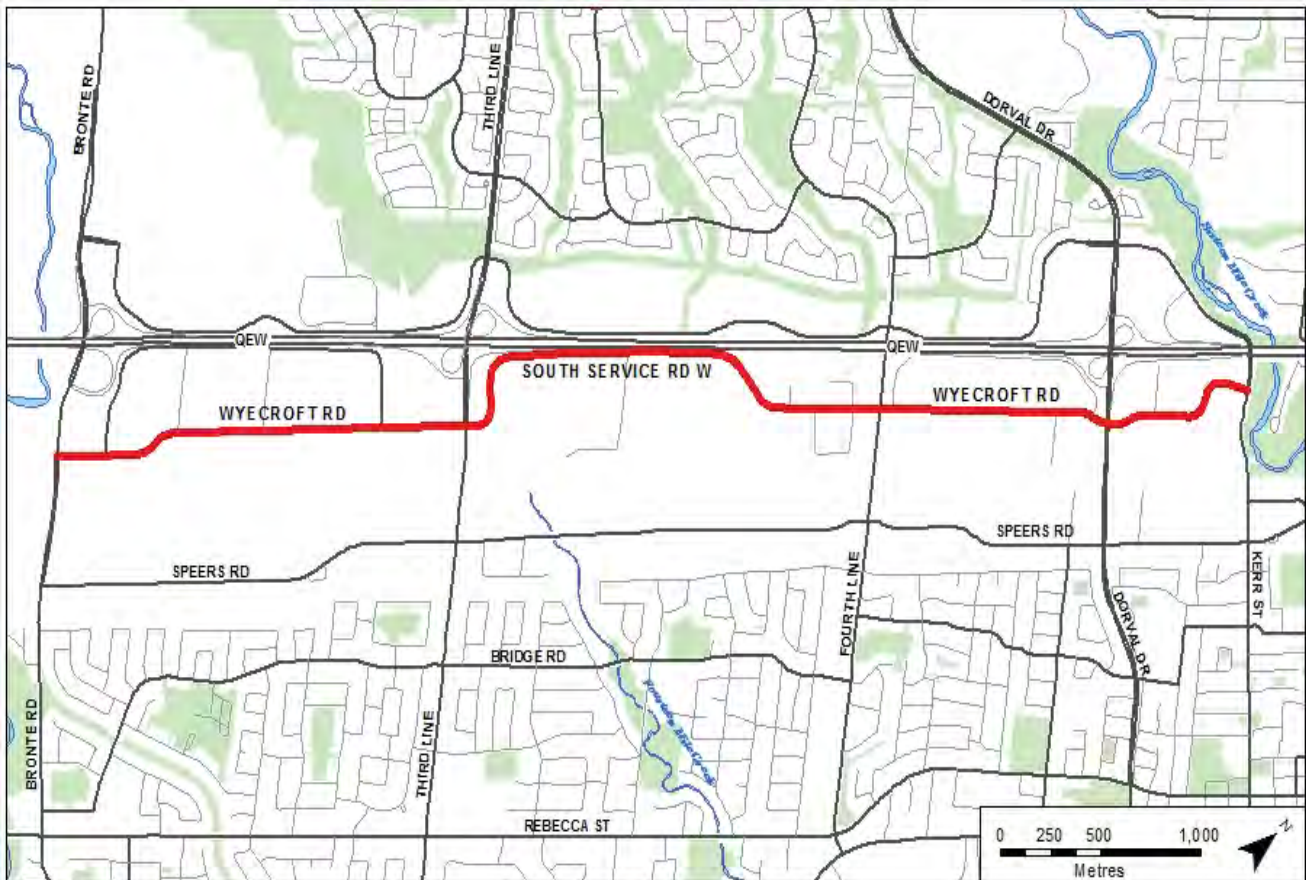 BRONTE RD
THIRD LINE
DORVAL DR
QEW
QEW
SOUTH SERVICE RD W
WYECROFT RD
WYECROFT RD
SPEERS RD
SPEERS RD
KERR ST
FOURTH LINE
DORVAL DR
BRIDGE RD
BRONTE RD
THIRD LINE
REBECCA ST
0 250 500 1,000
Metres
N